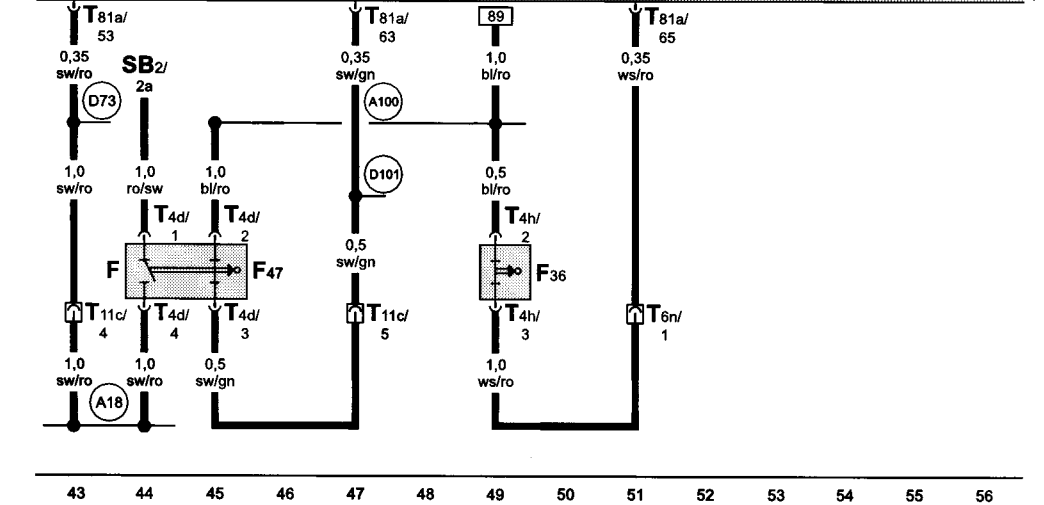 T81a/
53
T81a/
63
89
T81a/
65
0,35
sw/ro
SB2/
2a
0,35
sw/gn
1,0
bl/ro
0,35
ws/ro
D73
A100
1,0
sw/ro
1,0
ro/sw
1,0
bl/ro
D101
0,5
bl/ro
T4d/
1
T4d/
2
T4h/
2
0,5
sw/gn
F
F47
F36
T11c/
4
T4d/
4
T4d/
3
T11c/
5
T4h/
3
T6n/
1
1,0
sw/ro
1,0
sw/ro
0,5
sw/gn
1,0
ws/ro
A18
43 44 45 46 47 48 49 50 51 52 53 54 55 56